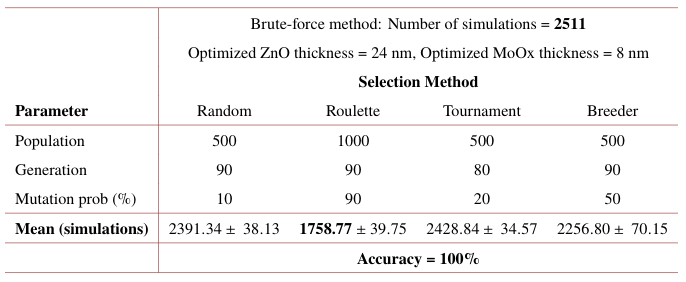 Brute-force method: Number of simulations = 2511
Optimized ZnO thickness = 24 nm, Optimized MoOx thickness = 8 nm
Selection Method
Parameter Random Roulette Tournament Breeder
Population 500 1000 500 500
Generation 90 90 80 90
Mutation prob (%) 10 90 20 50
Mean (simulations) 2391.34 ± 38.13 1758.77 ± 39.75 2428.84 ± 34.57 2256.80 ± 70.15
Accuracy = 100%